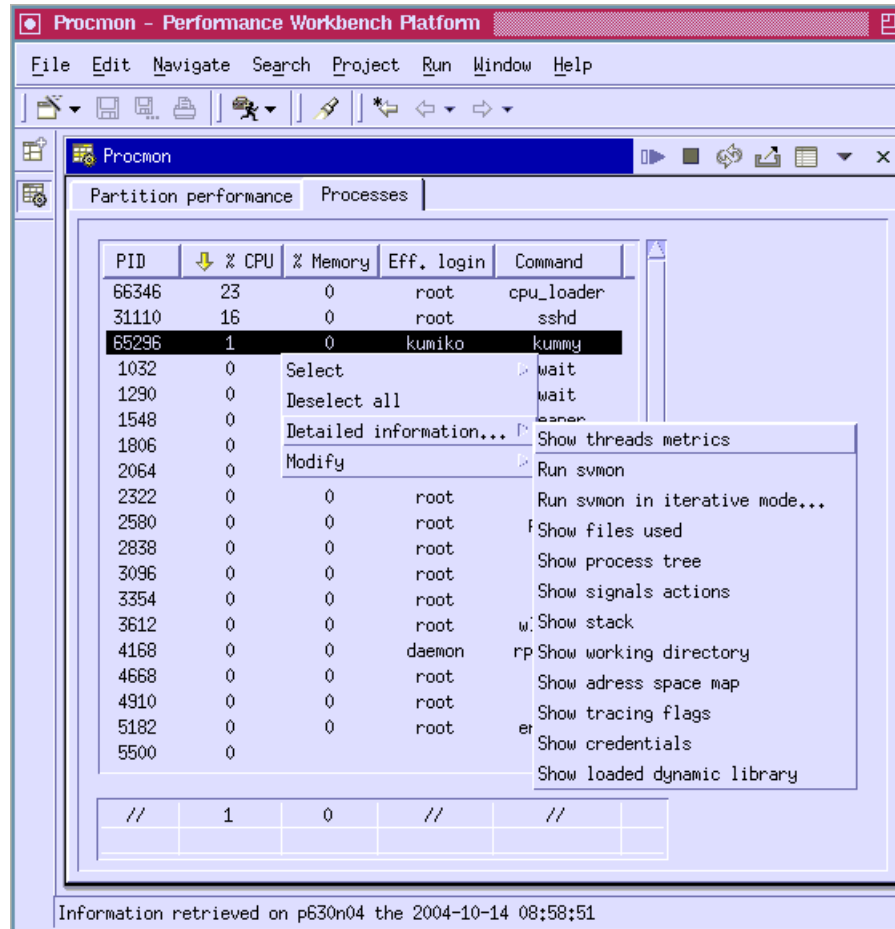 Procmon - Performance Workbench Platform
File Edit Navigate Search Project Run Window Help
Procmon
Partition performance Processes
PID % CPU % Memory Eff. login Command
66346 23 0 root cpu_loader
31110 16 0 root sshd
65296 1 0 kumiko kummy
1032 0 Select wait
1290 0 Deselect all wait
1548 0
1806 0 Detailed information... Show threads metrics
2064 0 Modify Run svmon
2322 0 0 root Run svmon in iterative mode...
2580 0 0 root Show files used
2838 0 0 root Show process tree
3096 0 0 root
3354 0 0 root Show signals actions
3612 0 0 root Show stack
4168 0 0 daemon rp Show working directory
4668 0 0 root Show adress space map
4910 0 0 root Show tracing flags
5182 0 0 root er Show credentials
5500 0
Show loaded dynamic library
// 1 0 // //
Information retrieved on p630n04 the 2004-10-14 08:58:51